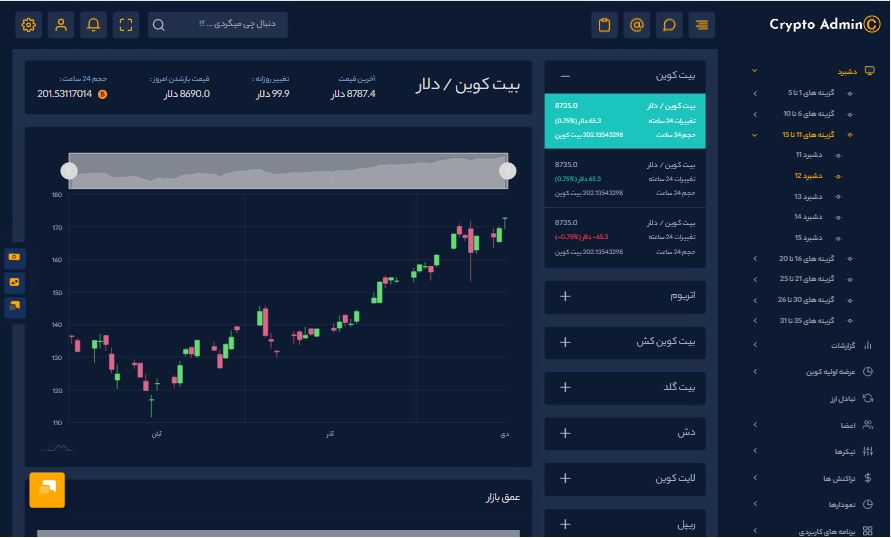 Crypto Admin
دنبال چی میگردی ... ؟!
دشبرد
گزینه های 1 تا 5
گزینه های 6 تا 10
گزینه های 11 تا 15
دشبرد 11
دشبرد 12
دشبرد 13
دشبرد 14
دشبرد 15
گزینه های 16 تا 20
گزینه های 21 تا 25
گزینه های 26 تا 30
گزینه های 31 تا 35
گزارشات
عرضه اولیه کوین
تبادل ارز
اعضا
تیکرها
تراکنش ها
نمودارها
برنامه های کاربردی
بیت کوین
بیت کوین / دلار 8735.0
تغییرات 24 ساعته 65.3 دلار (0.75%)
حجم 24 ساعت 202.13543298 بیت کوین
بیت کوین / دلار 8735.0
تغییرات 24 ساعته 65.3 دلار (0.75%)
حجم 24 ساعت 202.13543298 بیت کوین
بیت کوین / دلار 8735.0
تغییرات 24 ساعته 65.3- دلار (0.75%-)
حجم 24 ساعت 202.13543298 بیت کوین
اتریوم
بیت کوین کش
بیت گلد
دش
لایت کوین
ریپل
بیت کوین / دلار
آخرین قیمت
8787.4 دلار
تغییر روزانه :
99.9 دلار
قیمت بازشدن امروز :
8690.0 دلار
حجم 24 ساعت :
201.53117014
180
170
160
150
140
130
120
110
آبان
آذر
دی
عمق بازار